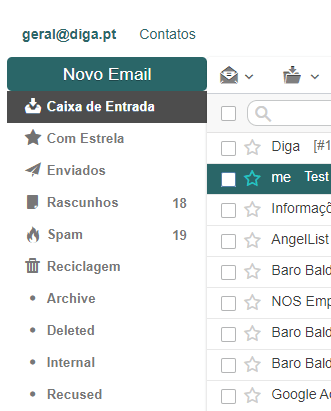 geral@diga.pt Contatos
Novo Email
Caixa de Entrada
Com Estrela
Enviados
Rascunhos 18
Spam 19
Reciclagem
Archive
Deleted
Internal
Recused
Diga [#1
me Test
Informaçõ
AngelList
Baro Bald
NOS Emp
Baro Bald
Baro Bald
Google Ac